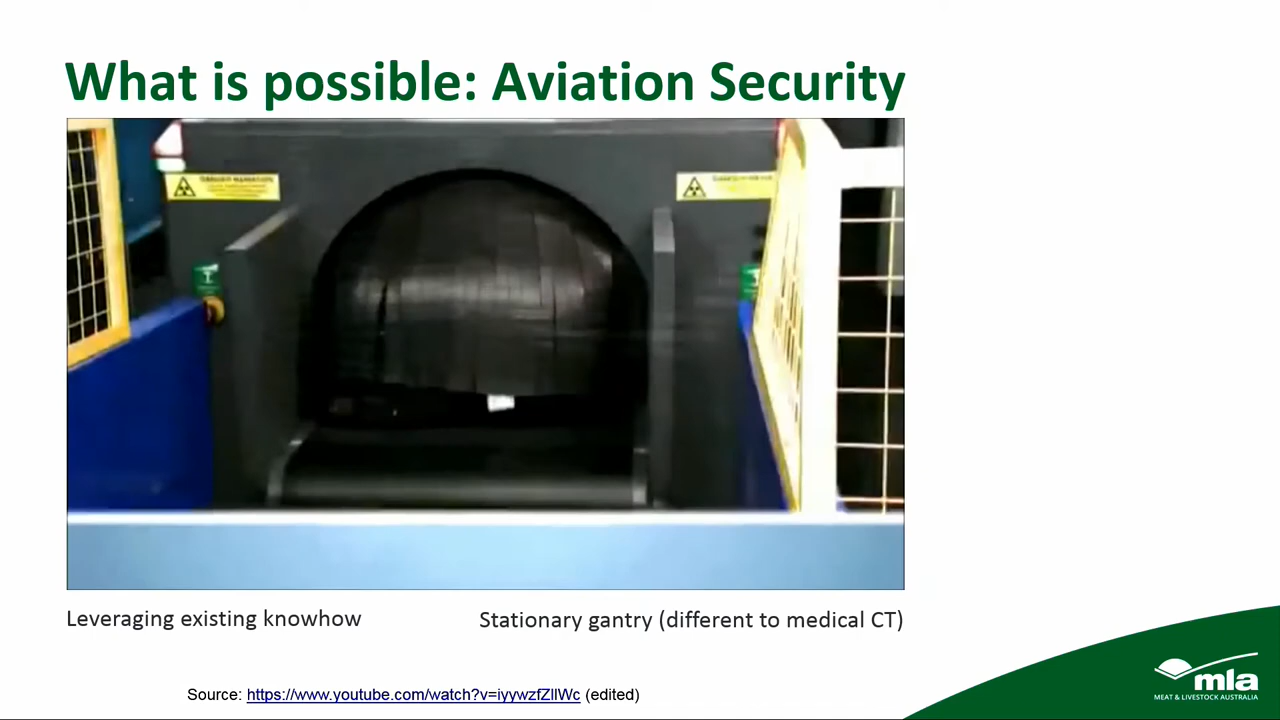 What is possible: Aviation Security
Leveraging existing knowhow
Stationary gantry (different to medical CT)
Source: https://www.youtube.com/watch?v=iyywzfZllWc (edited)
mla
MEAT & LIVESTOCK AUSTRALIA